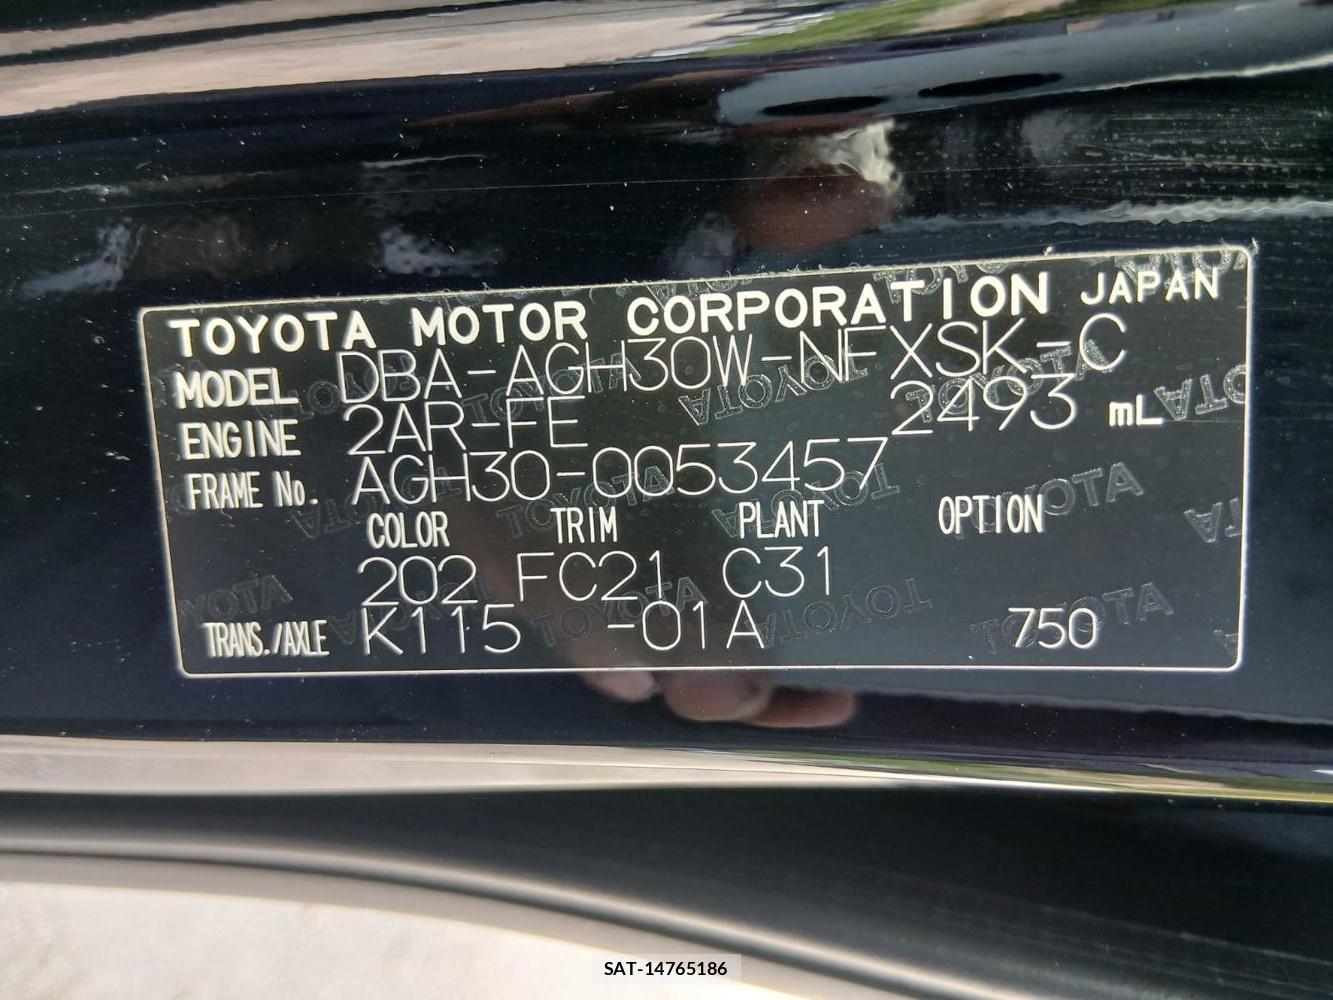 TOYOTA MOTOR CORPORATION JAPAN
MODEL DBA-AGH30W-NFXSK-C
ENGINE 2AR-FE 2493 mL
FRAME No. AGH30-0053457
COLOR TRIM PLANT OPTION
202 FC21 C31
TRANS./AXLE K115 -01A 750
SAT-14765186